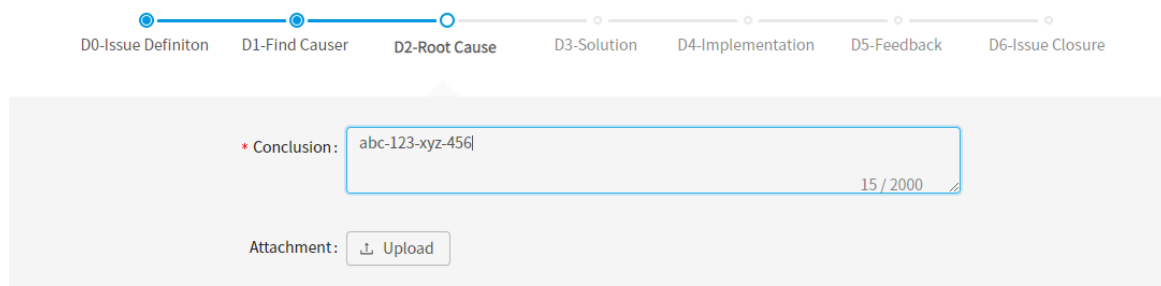 D0-Issue Definiton D1-Find Causer D2-Root Cause D3-Solution D4-Implementation D5-Feedback D6-Issue Closure
* Conclusion: abc-123-xyz-456
15 / 2000
Attachment: Upload